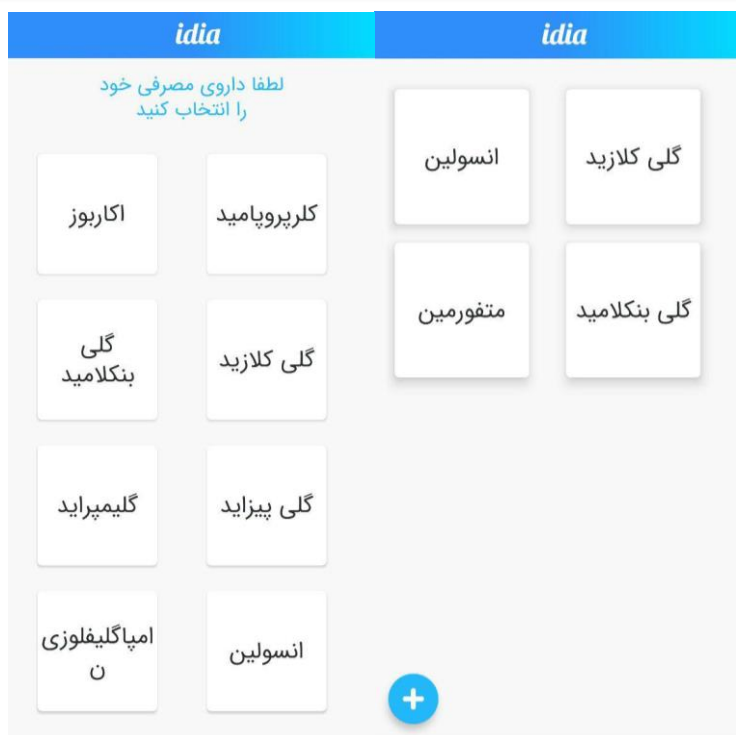 idia
لطفا داروی مصرفی خود
را انتخاب کنید
کلرپروپامید
اکاربوز
گلی کلازید
گلی
بنکلامید
گلی پیزاید
گلیمپراید
انسولین
امپاگلیفلوزی
ن
idia
گلی کلازید
انسولین
گلی بنکلامید
متفورمین
+